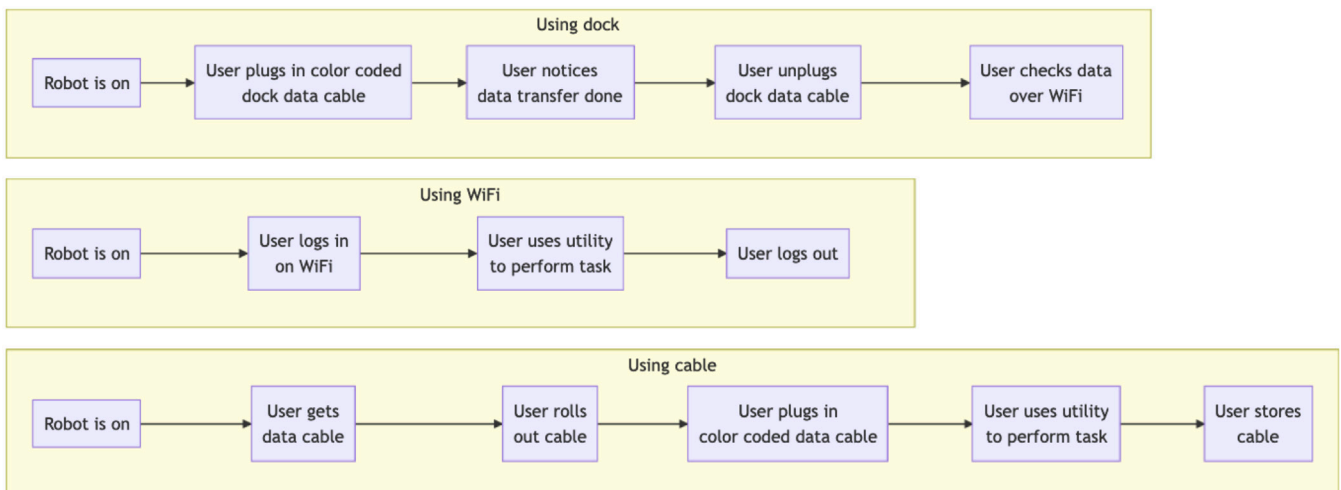 Using dock
Robot is on
User plugs in color coded
dock data cable
User notices
data transfer done
User unplugs
dock data cable
User checks data
over WiFi
Using WiFi
Robot is on
User logs in
on WiFi
User uses utility
to perform task
User logs out
Using cable
Robot is on
User gets
data cable
User rolls
out cable
User plugs in
color coded data cable
User uses utility
to perform task
User stores
cable